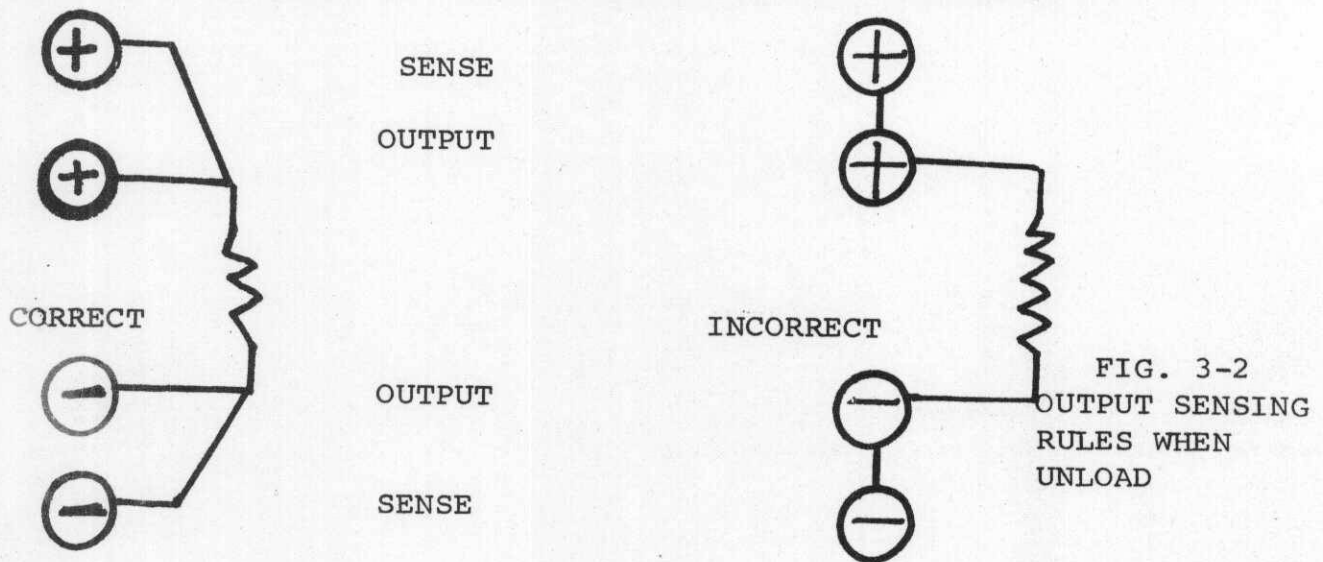 SENSE
OUTPUT
CORRECT
OUTPUT
SENSE
INCORRECT
FIG. 3-2
OUTPUT SENSING
RULES WHEN
UNLOAD